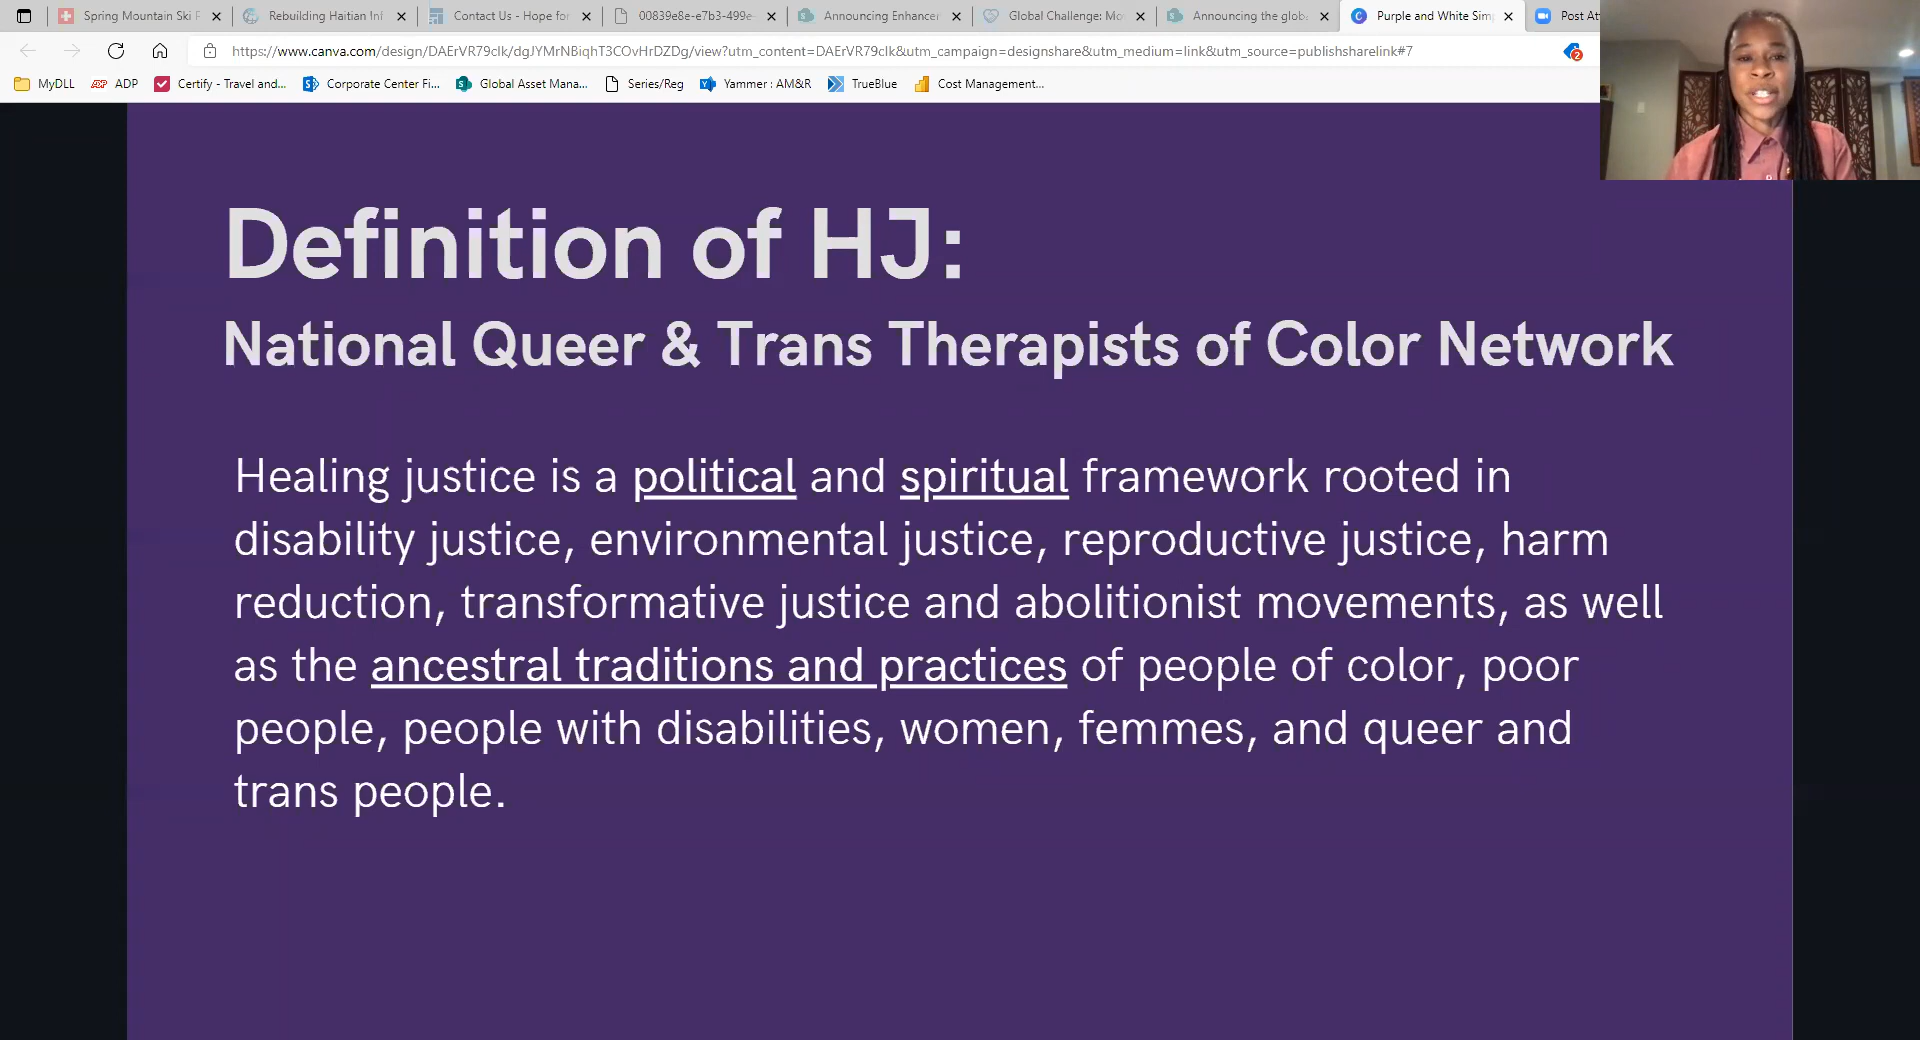 Spring Mountain Ski P
Rebuilding Haitian Inf
Contact Us - Hope for
00839e8e-e7b3-499e-
Announcing Enhancer
Global Challenge: Mo
Announcing the globa
Purple and White Sim
Post At
https://www.canva.com/design/DAErVR79clk/dgJYMrNBiqhT3COvHrDZDg/view?utm_content=DAErVR79clk&utm_campaign=designshare&utm_medium=link&utm_source=publishsharelink#7
2
MyDLL
ADP
Certify - Travel and...
Corporate Center Fi...
Global Asset Mana...
Series/Reg
Yammer : AM&R
TrueBlue
Cost Management...
Definition of HJ:
National Queer & Trans Therapists of Color Network
Healing justice is a political and spiritual framework rooted in
disability justice, environmental justice, reproductive justice, harm
reduction, transformative justice and abolitionist movements, as well
as the ancestral traditions and practices of people of color, poor
people, people with disabilities, women, femmes, and queer and
trans people.